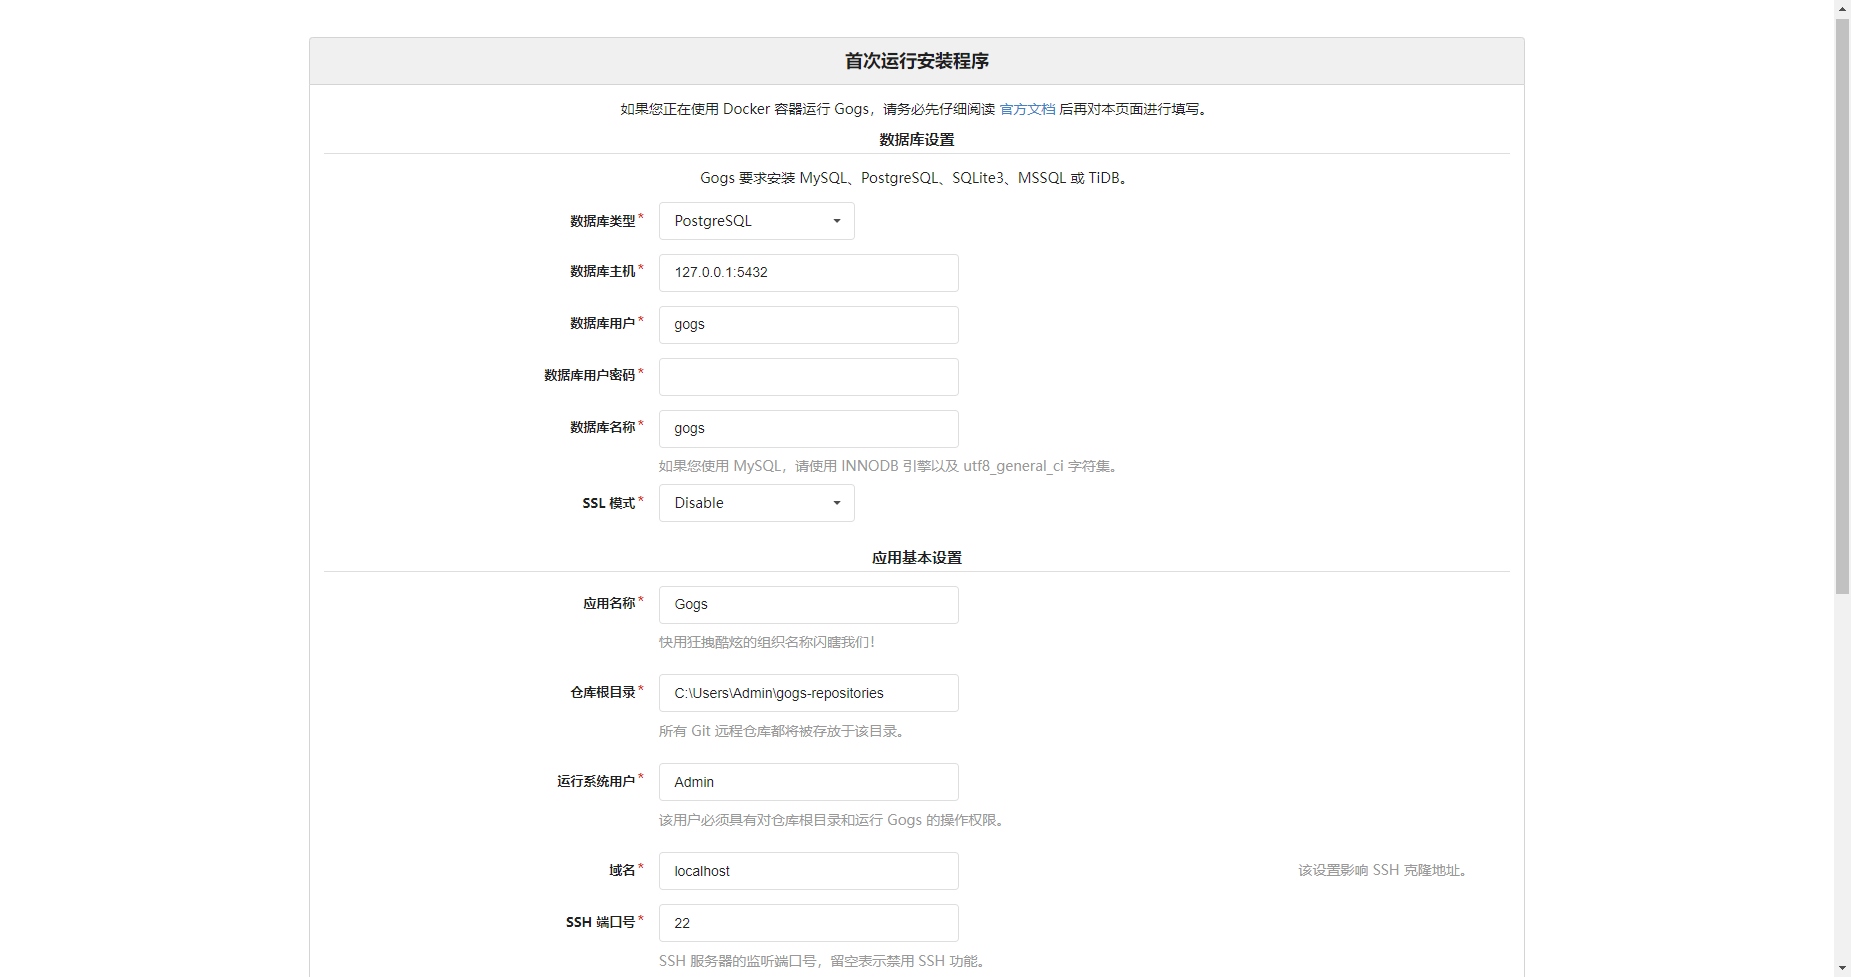 首次运行安装程序
如果您正在使用 Docker 容器运行 Gogs，请务必先仔细阅读 官方文档 后再对本页面进行填写。
数据库设置
Gogs 要求安装 MySQL、PostgreSQL、SQLite3、MSSQL 或 TiDB。
数据库类型* PostgreSQL
数据库主机* 127.0.0.1:5432
数据库用户* gogs
数据库用户密码*
数据库名称* gogs
如果您使用 MySQL，请使用 INNODB 引擎以及 utf8_general_ci 字符集。
SSL 模式* Disable
应用基本设置
应用名称* Gogs
快用狂拽酷炫的组织名称闪瞎我们！
仓库根目录* C:\Users\Admin\gogs-repositories
所有 Git 远程仓库都将被存放于该目录。
运行系统用户* Admin
该用户必须具有对仓库根目录和运行 Gogs 的操作权限。
域名* localhost 该设置影响 SSH 克隆地址。
SSH 端口号* 22
SSH 服务器的监听端口号，留空表示禁用 SSH 功能。